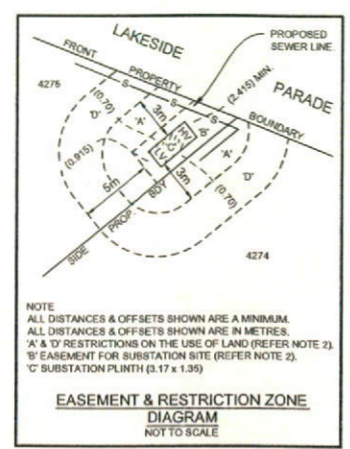 LAKESIDE
PARADE
PROPOSED
SEWER LINE.
FRONT PROPERTY BOUNDARY
S S S
(2.415) MIN.
4275
(0.70)
'D'
'A'
3m
'B'
HV
'C'
LV
(0.915)
'A'
'D'
3m
(0.70)
5m
SIDE PROP. BDY
4274
NOTE
ALL DISTANCES & OFFSETS SHOWN ARE A MINIMUM.
ALL DISTANCES & OFFSETS SHOWN ARE IN METRES.
'A' & 'D' RESTRICTIONS ON THE USE OF LAND (REFER NOTE 2).
'B' EASEMENT FOR SUBSTATION SITE (REFER NOTE 2).
'C' SUBSTATION PLINTH (3.17 x 1.35)
EASEMENT & RESTRICTION ZONE
DIAGRAM
NOT TO SCALE